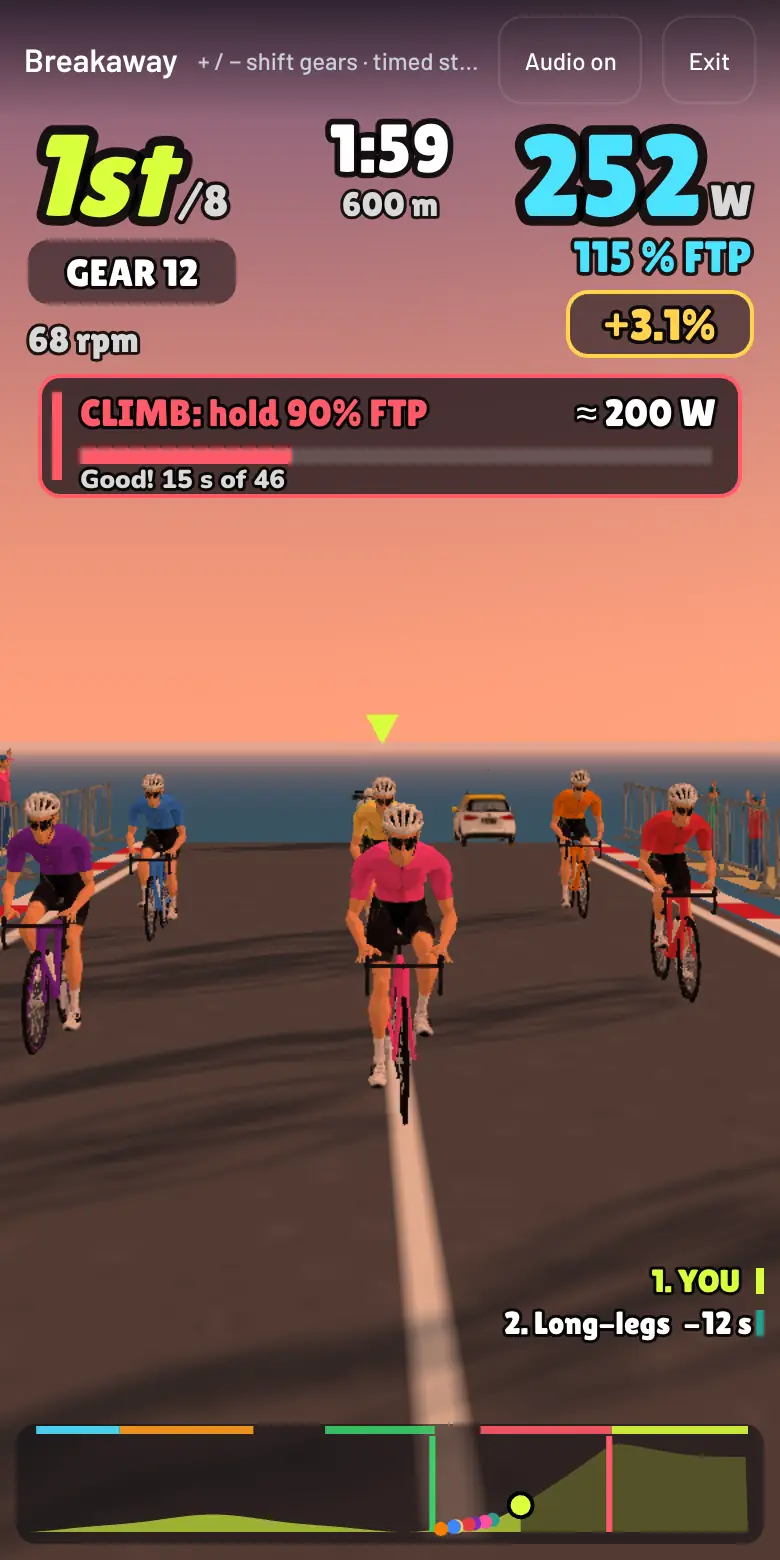 Breakaway + / – shift gears · timed st... Audio on Exit
1st/8
1:59
600 m
252 W
115 % FTP
GEAR 12
+3.1%
68 rpm
CLIMB: hold 90% FTP ≈ 200 W
Good! 15 s of 46
1. YOU
2. Long-legs -12 s